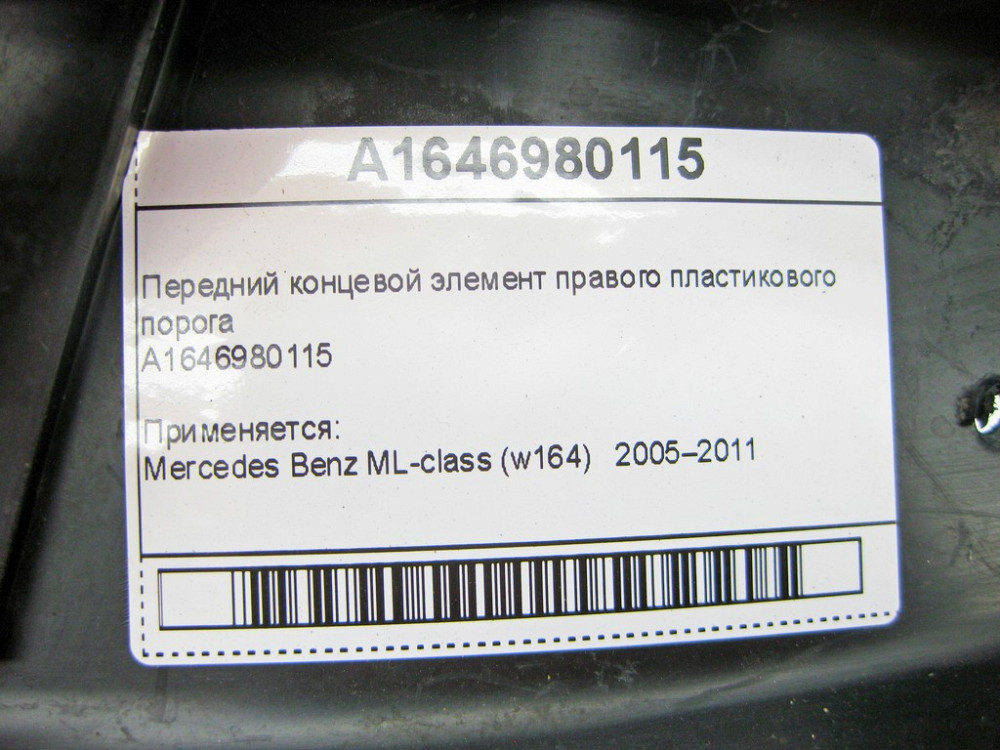 A1646980115
Передний концевой элемент правого пластикового
порога
A1646980115
Применяется:
Mercedes Benz ML-class (w164) 2005–2011